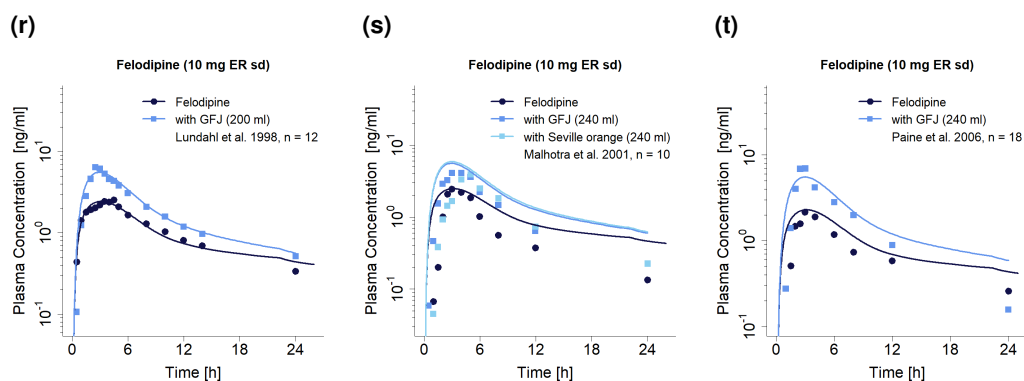 (r)
Felodipine (10 mg ER sd)
Felodipine
with GFJ (200 ml)
Lundahl et al. 1998, n = 12
Plasma Concentration [ng/ml]
10^1
10^0
10^-1
0 6 12 18 24
Time [h]
(s)
Felodipine (10 mg ER sd)
Felodipine
with GFJ (240 ml)
with Seville orange (240 ml)
Malhotra et al. 2001, n = 10
Plasma Concentration [ng/ml]
10^1
10^0
10^-1
0 6 12 18 24
Time [h]
(t)
Felodipine (10 mg ER sd)
Felodipine
with GFJ (240 ml)
Paine et al. 2006, n = 18
Plasma Concentration [ng/ml]
10^1
10^0
10^-1
0 6 12 18 24
Time [h]